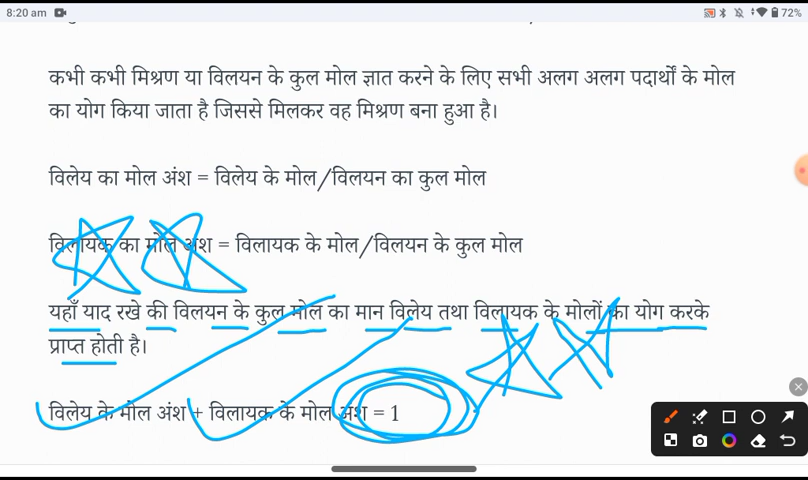 8:20 am
72%
कभी कभी मिश्रण या विलयन के कुल मोल ज्ञात करने के लिए सभी अलग अलग पदार्थों के मोल
का योग किया जाता है जिससे मिलकर वह मिश्रण बना हुआ है।
विलेय का मोल अंश = विलेय के मोल/विलयन का कुल मोल
विलायक का मोल अंश = विलायक के मोल/विलयन के कुल मोल
यहाँ याद रखे की विलयन के कुल मोल का मान विलेय तथा विलायक के मोलों का योग करके
प्राप्त होती है।
विलेय के मोल अंश + विलायक के मोल अंश = 1